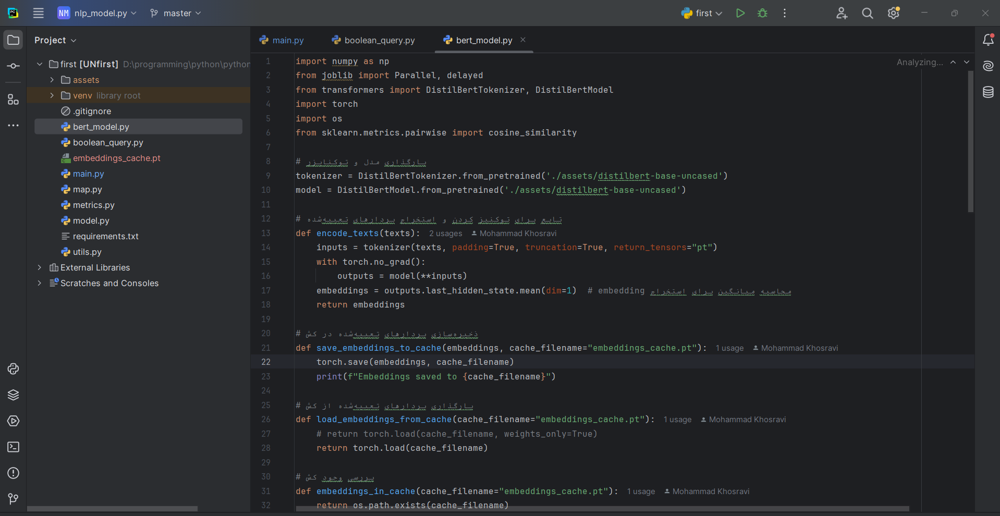 NM nlp_model.py master first
Project
first [UNfirst] D:\programming\python\python
assets
venv library root
.gitignore
bert_model.py
boolean_query.py
embeddings_cache.pt
main.py
map.py
metrics.py
model.py
requirements.txt
utils.py
External Libraries
Scratches and Consoles
main.py boolean_query.py bert_model.py
Analyzing...
1 import numpy as np
2 from joblib import Parallel, delayed
3 from transformers import DistilBertTokenizer, DistilBertModel
4 import torch
5 import os
6 from sklearn.metrics.pairwise import cosine_similarity
7
8 # بارگذاری مدل و توکنایزر
9 tokenizer = DistilBertTokenizer.from_pretrained('./assets/distilbert-base-uncased')
10 model = DistilBertModel.from_pretrained('./assets/distilbert-base-uncased')
11
12 # تابع برای توکنیز کردن و استخراج بردارهای تعبیه‌شده
13 def encode_texts(texts): 2 usages Mohammad Khosravi
14 inputs = tokenizer(texts, padding=True, truncation=True, return_tensors="pt")
15 with torch.no_grad():
16 outputs = model(**inputs)
17 embeddings = outputs.last_hidden_state.mean(dim=1) # embedding محاسبه میانگین برای استخراج
18 return embeddings
19
20 # ذخیره‌سازی بردارهای تعبیه‌شده در کش
21 def save_embeddings_to_cache(embeddings, cache_filename="embeddings_cache.pt"): 1 usage Mohammad Khosravi
22 torch.save(embeddings, cache_filename)
23 print(f"Embeddings saved to {cache_filename}")
24
25 # بارگذاری بردارهای تعبیه‌شده از کش
26 def load_embeddings_from_cache(cache_filename="embeddings_cache.pt"): 1 usage Mohammad Khosravi
27 # return torch.load(cache_filename, weights_only=True)
28 return torch.load(cache_filename)
29
30 # بررسی وجود کش
31 def embeddings_in_cache(cache_filename="embeddings_cache.pt"): 1 usage Mohammad Khosravi
32 return os.path.exists(cache_filename)